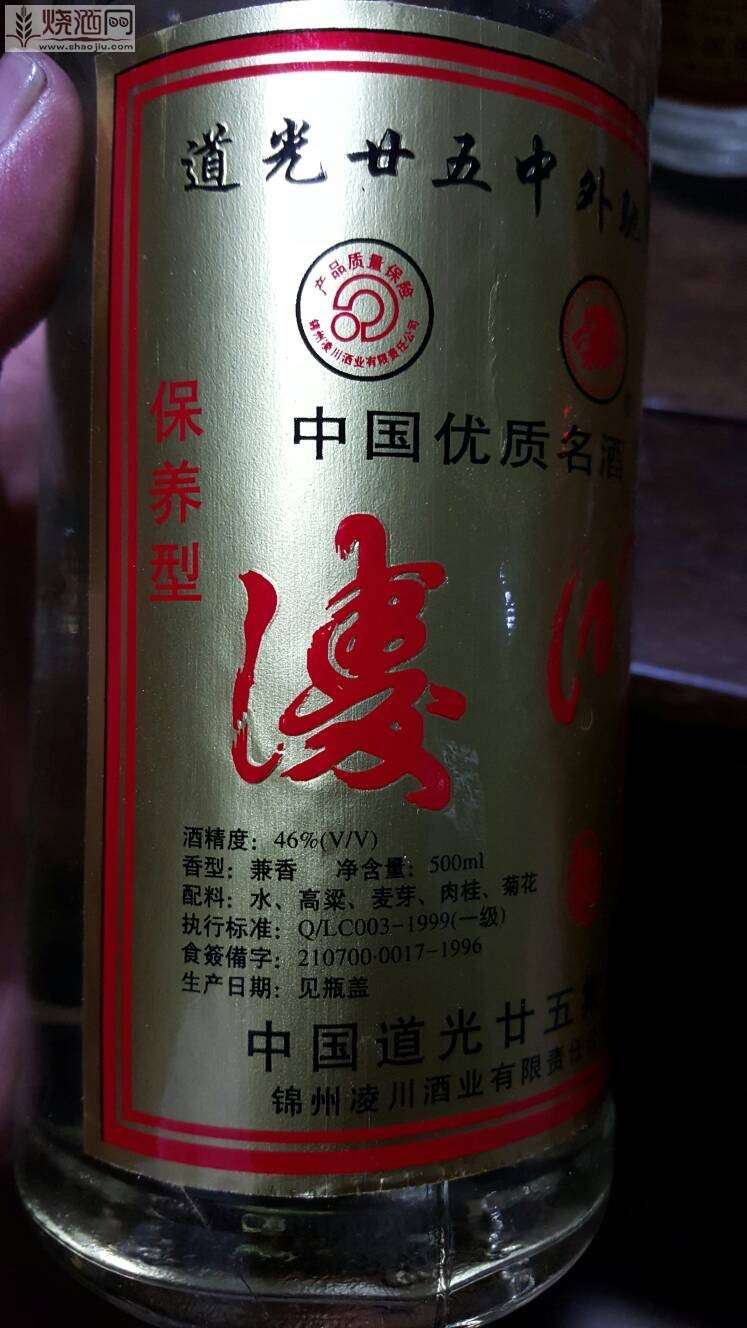 烧酒网
www.shaojiu.com
道光廿五中外驰
产品质量保险
锦州凌川酒业有限责任公司
中国优质名酒
保养型
凌
酒精度：46%(V/V)
香型：兼香 净含量：500ml
配料：水、高粱、麦芽、肉桂、菊花
执行标准：Q/LC003-1999(一级)
食簽備字：210700·0017-1996
生产日期：见瓶盖
中国道光廿五集
锦州凌川酒业有限责任